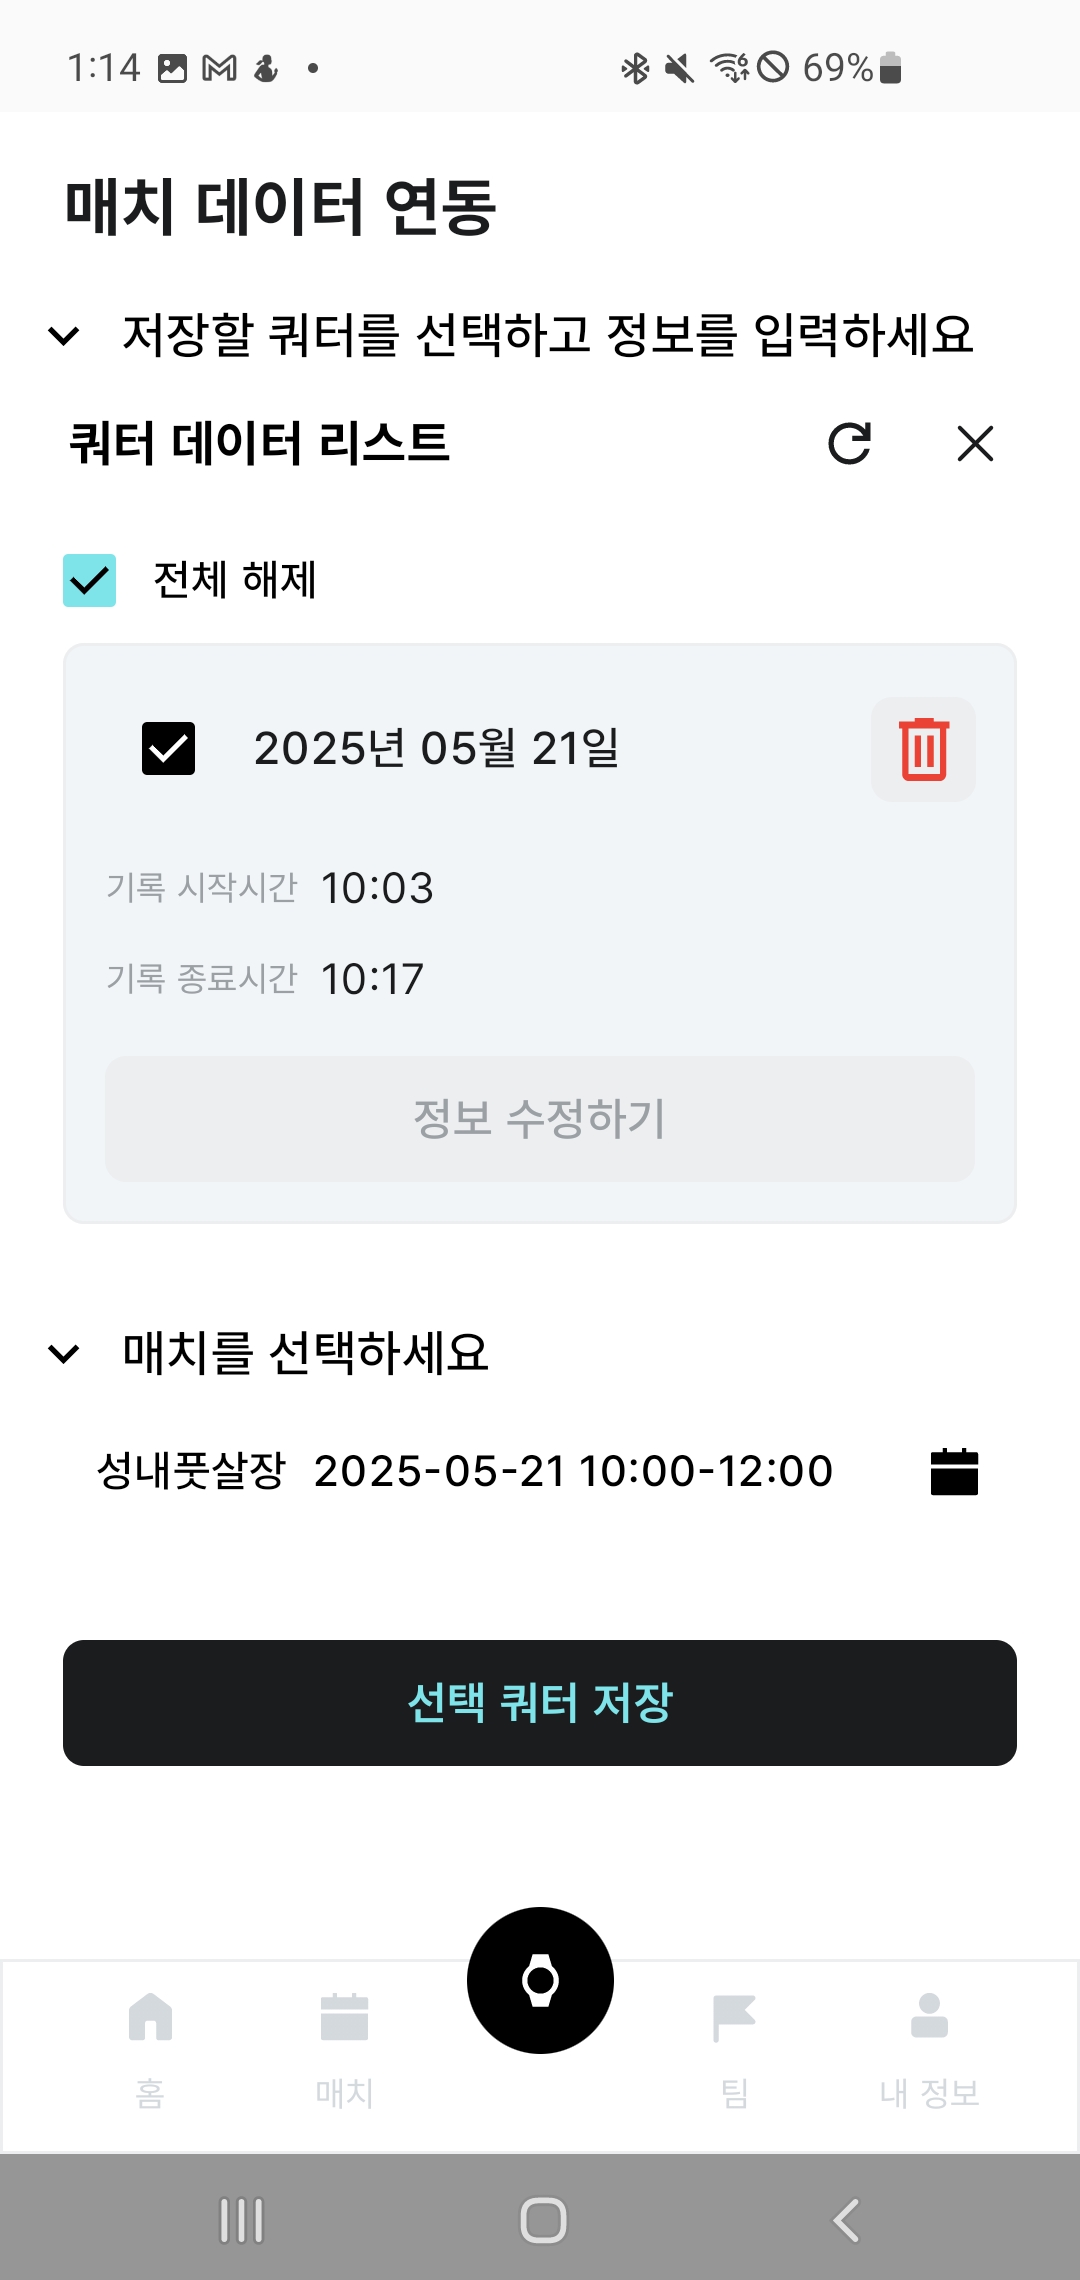 1:14 69%
매치 데이터 연동
저장할 쿼터를 선택하고 정보를 입력하세요
쿼터 데이터 리스트
전체 해제
2025년 05월 21일
기록 시작시간 10:03
기록 종료시간 10:17
정보 수정하기
매치를 선택하세요
성내풋살장 2025-05-21 10:00-12:00
선택 쿼터 저장
홈 매치 팀 내 정보